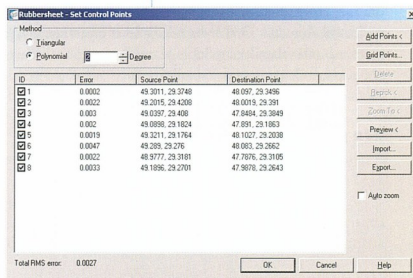 Rubbersheet - Set Control Points
Method
Triangular
Polynomial 2 Degree
Add Points <
Grid Points...
Delete
Repick <
Zoom To <
Preview <
Import...
Export...
Auto zoom
ID Error Source Point Destination Point
1 0.0002 49.3011, 29.3748 48.097, 29.3496
2 0.0022 49.2015, 29.4208 48.0019, 29.391
3 0.003 49.0397, 29.408 47.8484, 29.3849
4 0.002 49.0898, 29.1824 47.891, 29.1863
5 0.0019 49.3211, 29.1764 48.1027, 29.2038
6 0.0047 49.289, 29.276 48.083, 29.2662
7 0.0022 48.9777, 29.3181 47.7876, 29.3105
8 0.0033 49.1896, 29.2701 47.9878, 29.2643
Total RMS error: 0.0027
OK Cancel Help